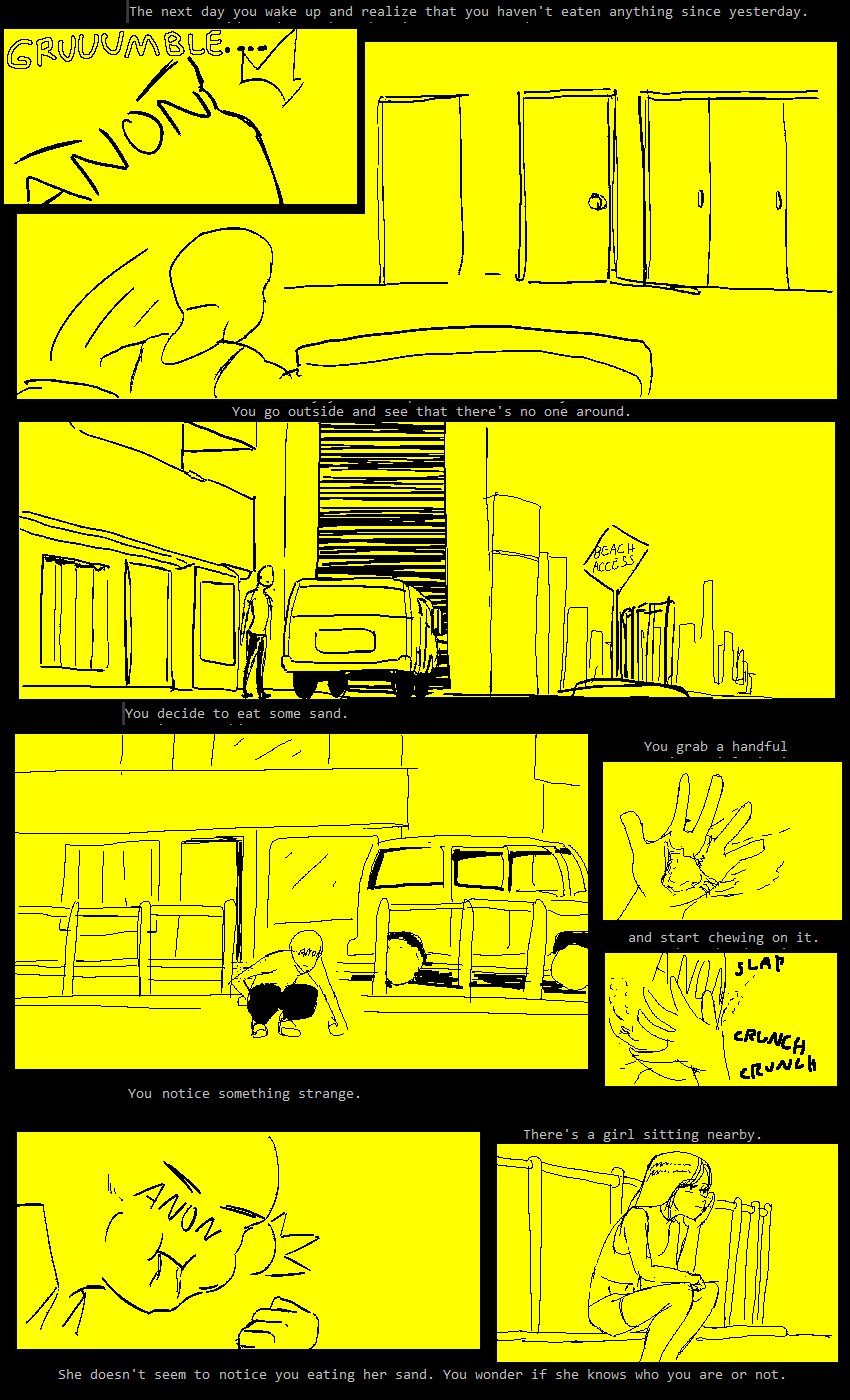 The next day you wake up and realize that you haven't eaten anything since yesterday.
GRUUUMBLE.....
ANON
You go outside and see that there's no one around.
BEACH
ACCESS
You decide to eat some sand.
You grab a handful
ANON
and start chewing on it.
SLAP
CRUNCH
CRUNCH
You notice something strange.
There's a girl sitting nearby.
ANON
She doesn't seem to notice you eating her sand. You wonder if she knows who you are or not.